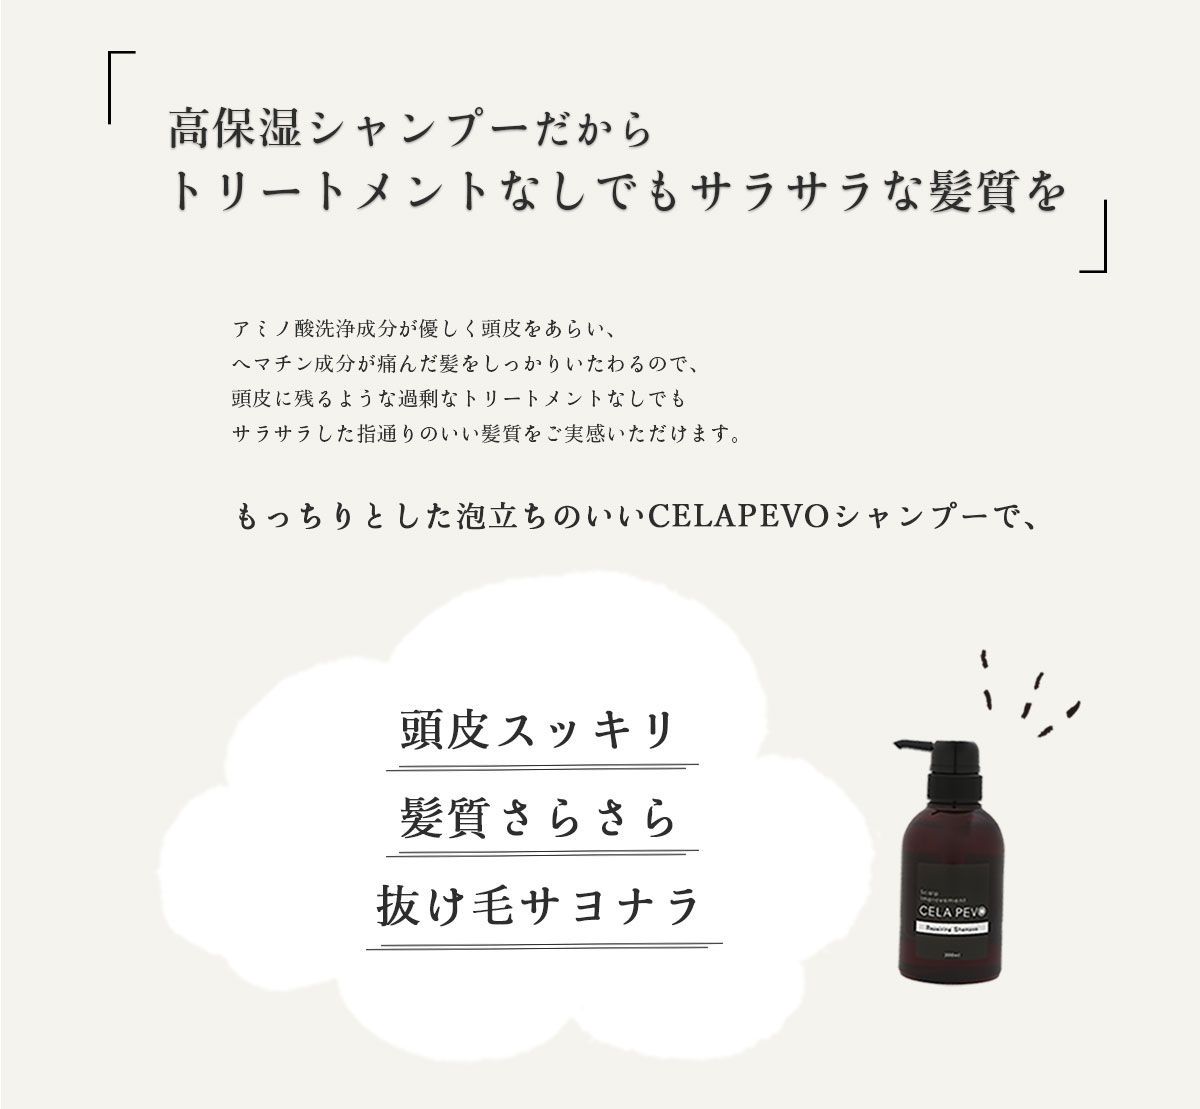 高保湿シャンプーだから
トリートメントなしでもサラサラな髪質を
アミノ酸洗浄成分が優しく頭皮をあらい、
ヘマチン成分が痛んだ髪をしっかりいたわるので、
頭皮に残るような過剰なトリートメントなしでも
サラサラした指通りのいい髪質をご実感いただけます。
もっちりとした泡立ちのいいCELAPEVOシャンプーで、
頭皮スッキリ
髪質さらさら
抜け毛サヨナラ
Scalp
Improvement
CELA PEVO
Repairing Shampoo
300ml